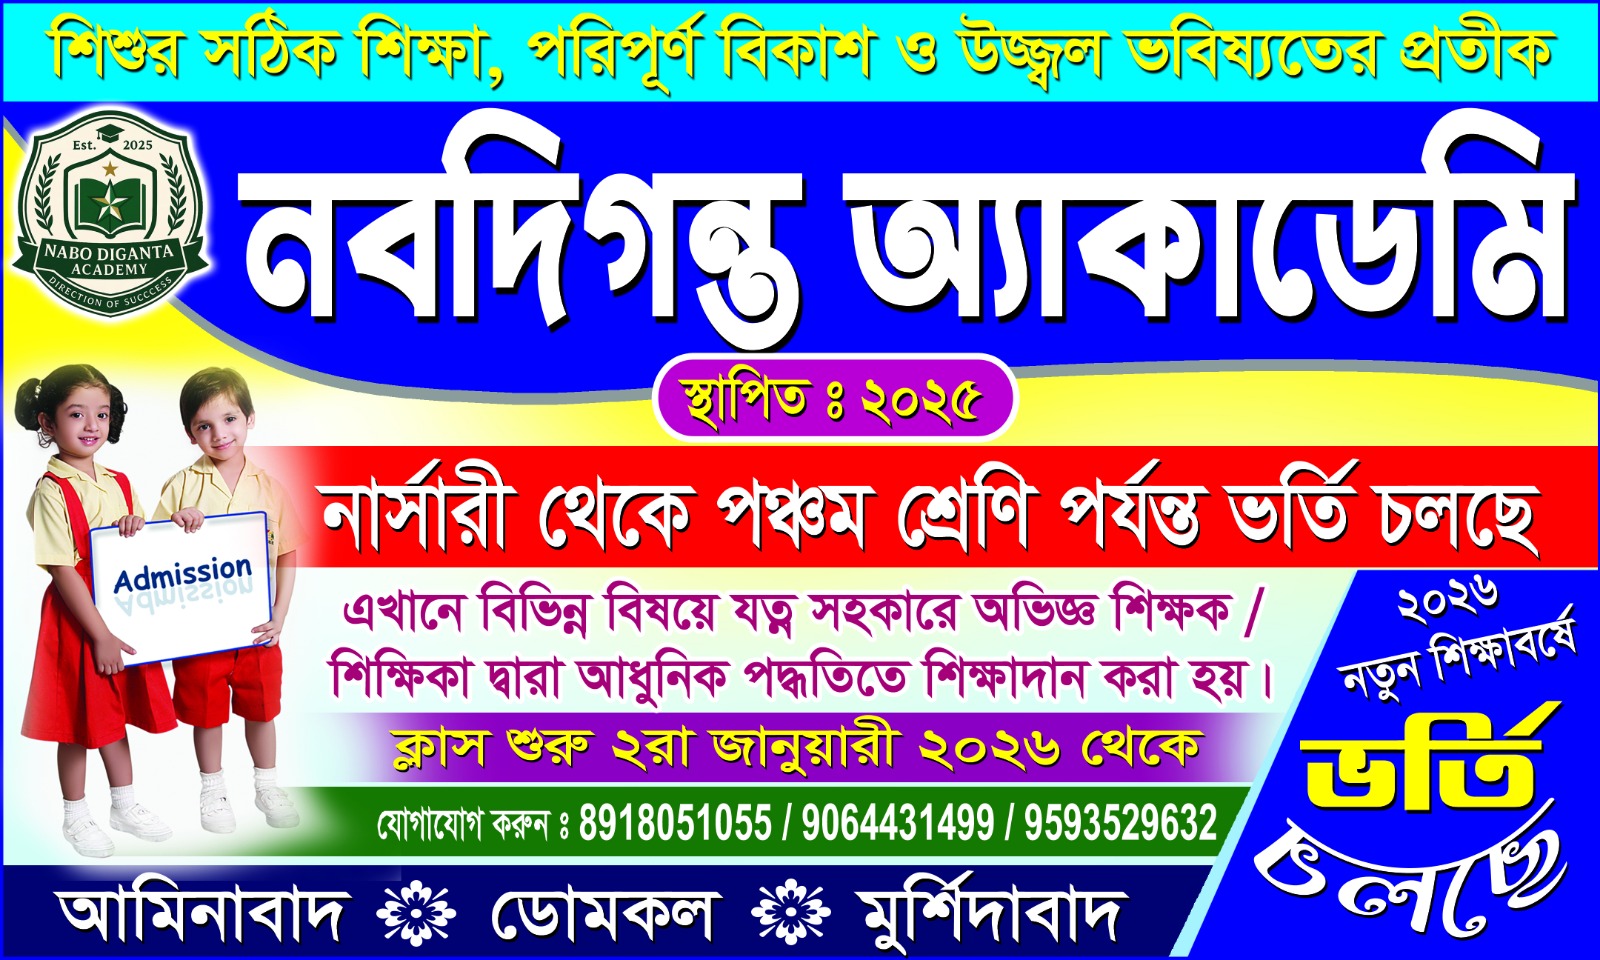 শিশুর সঠিক শিক্ষা, পরিপূর্ণ বিকাশ ও উজ্জ্বল ভবিষ্যতের প্রতীক
Est. 2025
NABO DIGANTA
ACADEMY
DIRECTION OF SUCCCESS
নবদিগন্ত অ্যাকাডেমি
স্থাপিত ঃ ২০২৫
নার্সারী থেকে পঞ্চম শ্রেণি পর্যন্ত ভর্তি চলছে
Admission
এখানে বিভিন্ন বিষয়ে যত্ন সহকারে অভিজ্ঞ শিক্ষক /
শিক্ষিকা দ্বারা আধুনিক পদ্ধতিতে শিক্ষাদান করা হয়।
ক্লাস শুরু ২রা জানুয়ারী ২০২৬ থেকে
যোগাযোগ করুন ঃ 8918051055 / 9064431499 / 9593529632
২০২৬
নতুন শিক্ষাবর্ষে
ভর্তি
চলছে
আমিনাবাদ ডোমকল মুর্শিদাবাদ